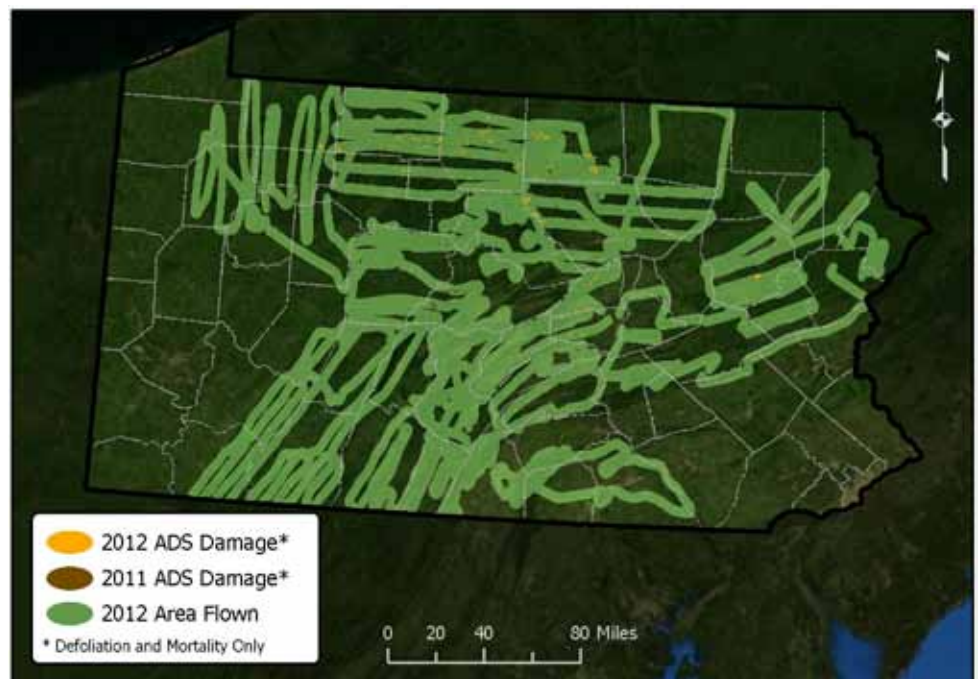 2012 ADS Damage*
2011 ADS Damage*
2012 Area Flown
* Defoliation and Mortality Only
0 20 40 80 Miles